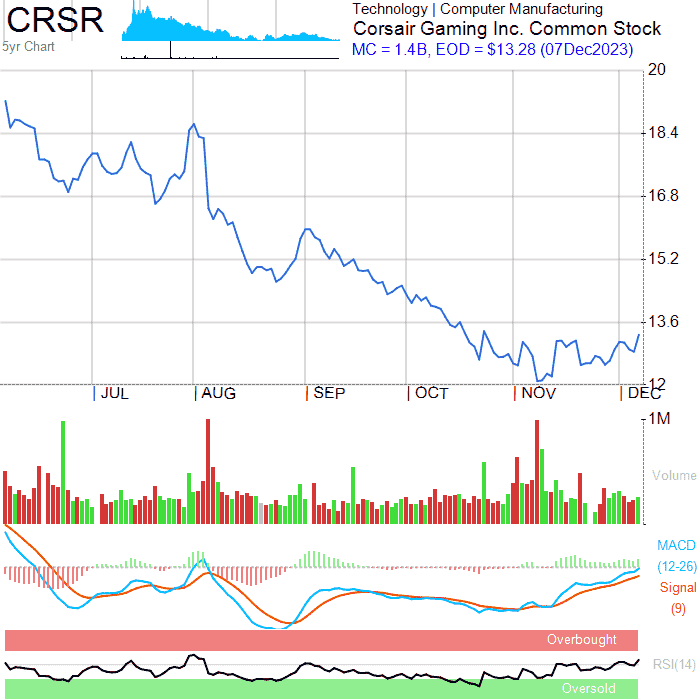 CRSR
5yr Chart
Technology | Computer Manufacturing
Corsair Gaming Inc. Common Stock
MC = 1.4B, EOD = $13.28 (07Dec2023)
20
18.4
16.8
15.2
13.6
12
JUL AUG SEP OCT NOV DEC
1M
Volume
MACD
(12-26)
Signal
(9)
Overbought
RSI(14)
Oversold